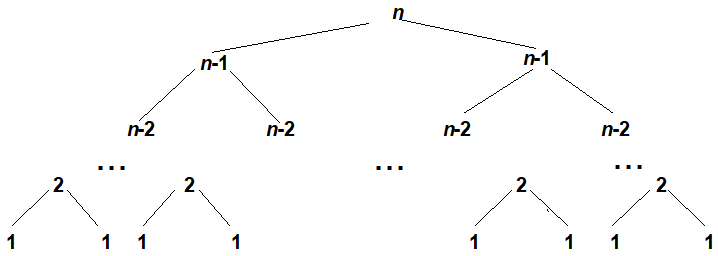 n
n-1 n-1
n-2 n-2 n-2 n-2
... ... ...
2 2 2 2
1 1 1 1 1 1 1 1